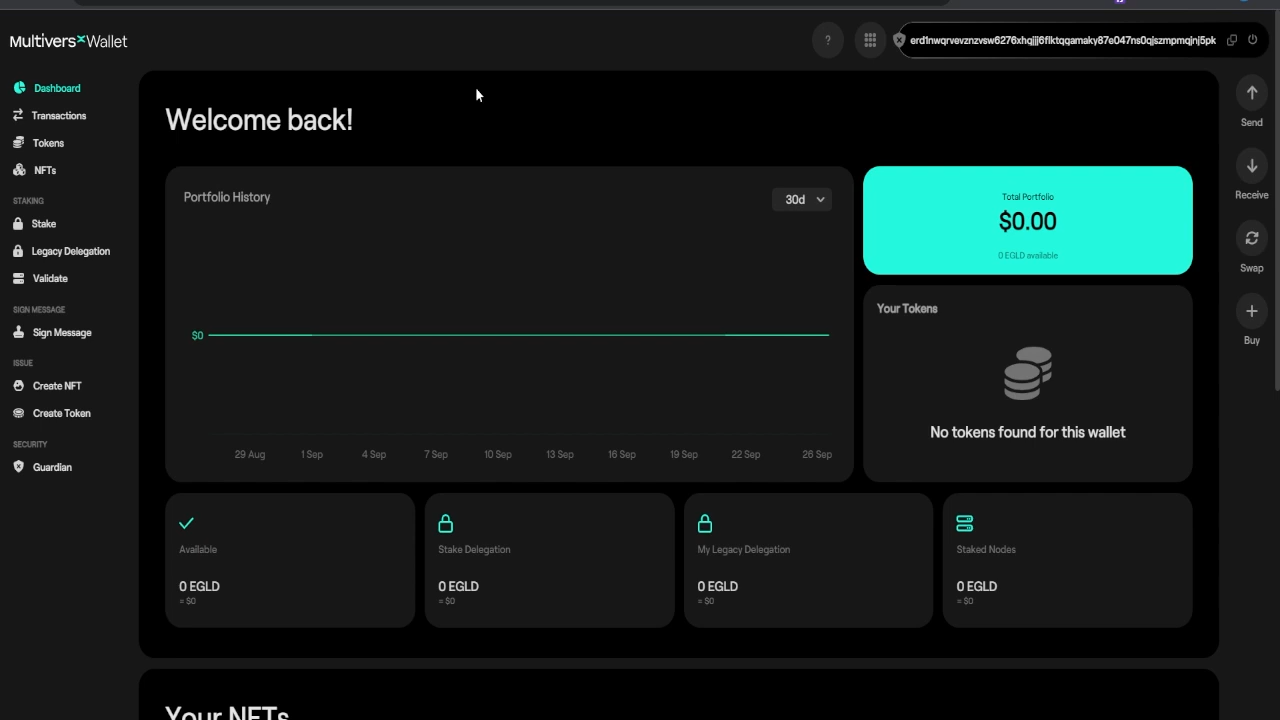 MultiversXWallet
?
erd1nwqrvevznzvsw6276xhqjjj6flktqqamaky87e047ns0qjszmpmqjnj5pk
Dashboard
Transactions
Tokens
NFTs
STAKING
Stake
Legacy Delegation
Validate
SIGN MESSAGE
Sign Message
ISSUE
Create NFT
Create Token
SECURITY
Guardian
Welcome back!
Portfolio History
30d
$0
29 Aug
1 Sep
4 Sep
7 Sep
10 Sep
13 Sep
16 Sep
19 Sep
22 Sep
26 Sep
Total Portfolio
$0.00
0 EGLD available
Your Tokens
No tokens found for this wallet
Available
0 EGLD
≈ $0
Stake Delegation
0 EGLD
≈ $0
My Legacy Delegation
0 EGLD
≈ $0
Staked Nodes
0 EGLD
≈ $0
Your NFTs
Send
Receive
Swap
Buy